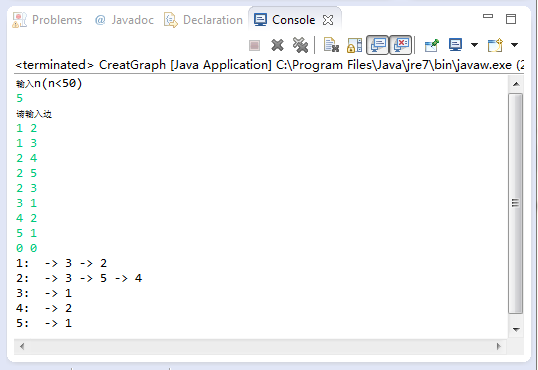 Problems @ Javadoc Declaration Console
<terminated> CreatGraph [Java Application] C:\Program Files\Java\jre7\bin\javaw.exe (2
输入n(n<50)
5
请输入边
1 2
1 3
2 4
2 5
2 3
3 1
4 2
5 1
0 0
1: -> 3 -> 2
2: -> 3 -> 5 -> 4
3: -> 1
4: -> 2
5: -> 1